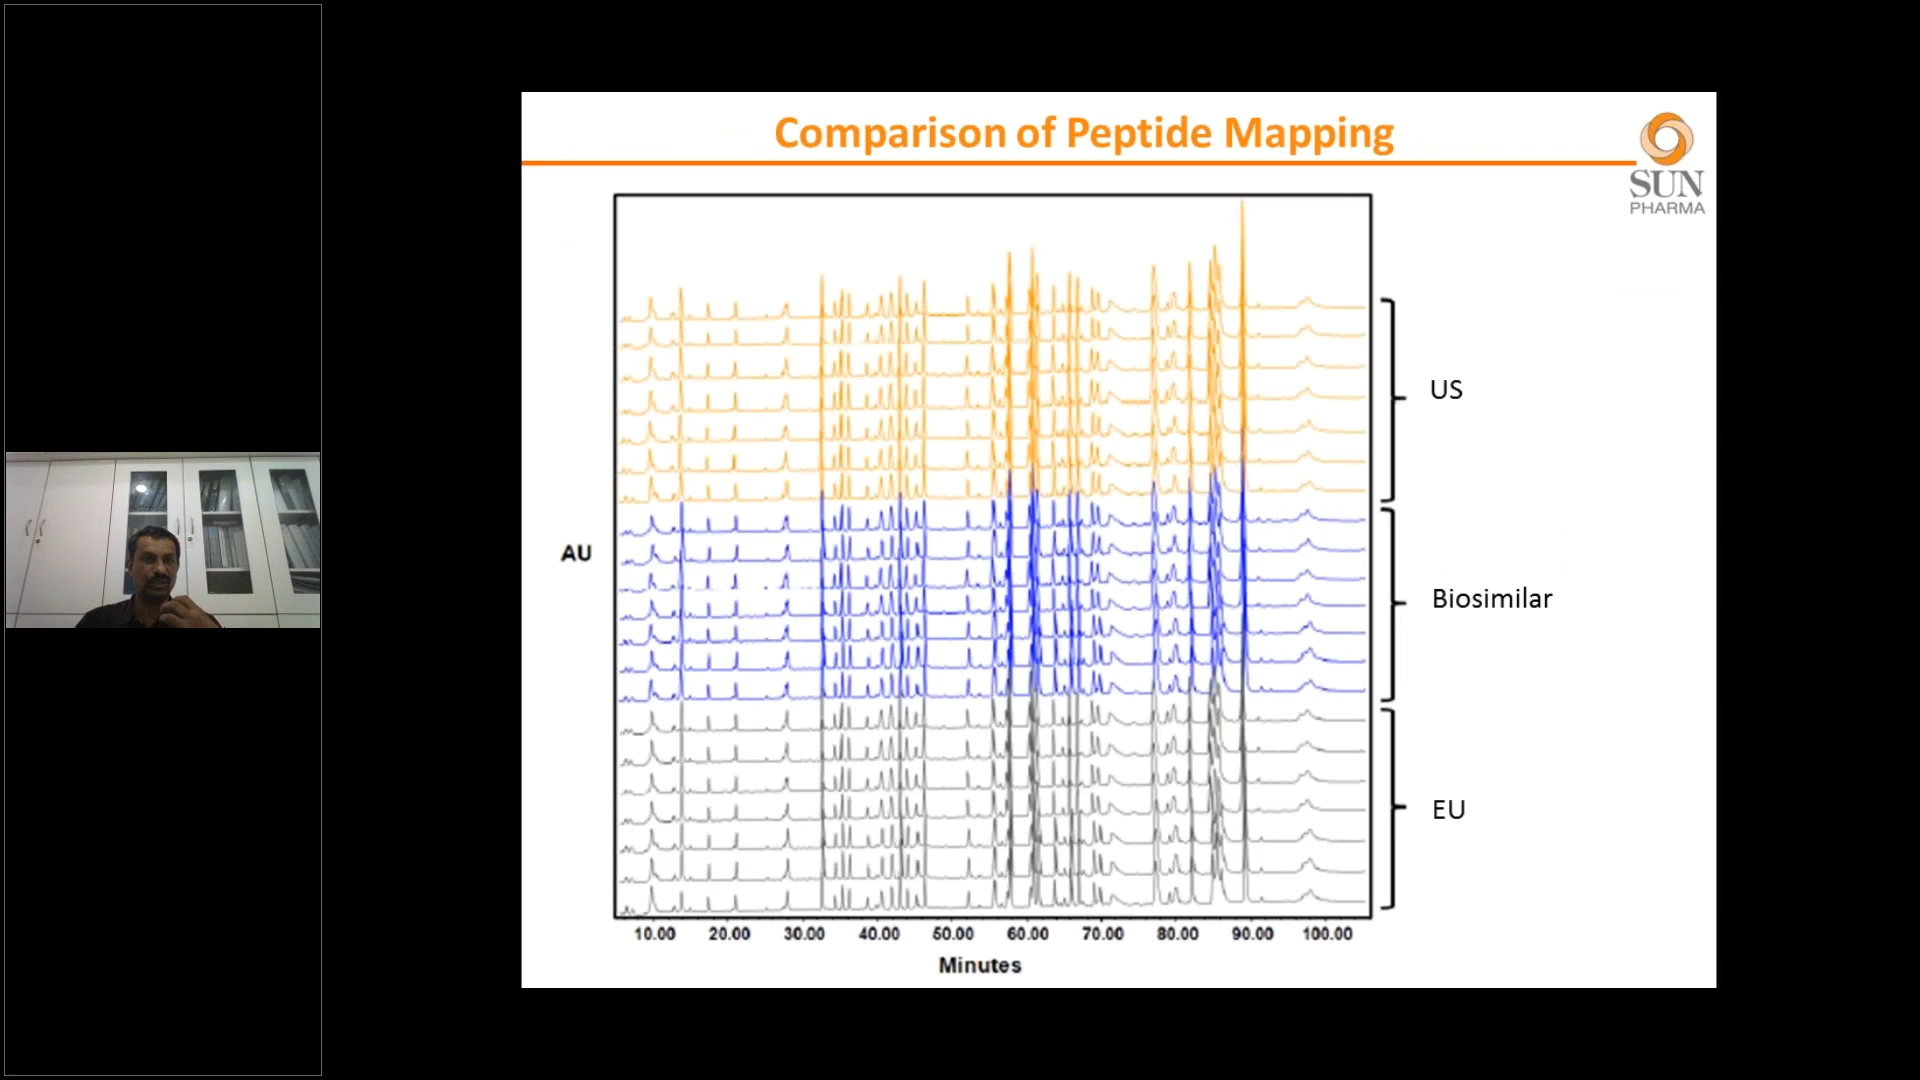 Comparison of Peptide Mapping
SUN
PHARMA
US
AU
Biosimilar
EU
10.00 20.00 30.00 40.00 50.00 60.00 70.00 80.00 90.00 100.00
Minutes